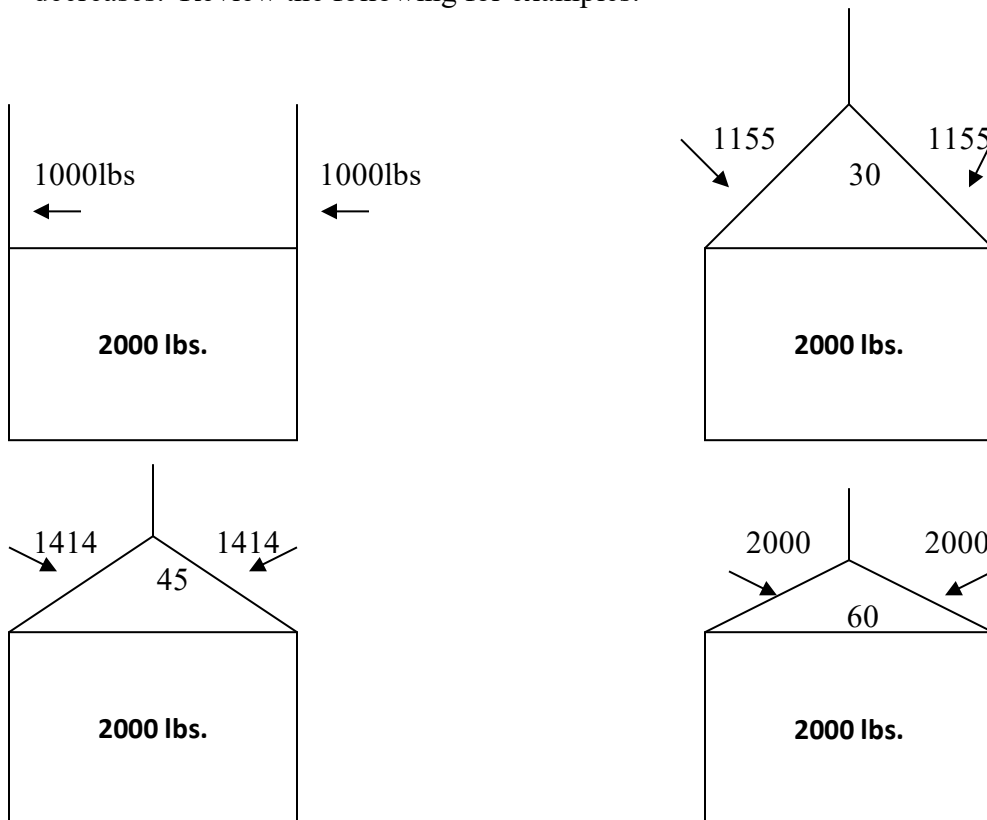 decreases. Review the following for examples.
1155 1155
1000lbs 1000lbs
30
2000 lbs. 2000 lbs.
1414 1414 2000 2000
45
60
2000 lbs. 2000 lbs.